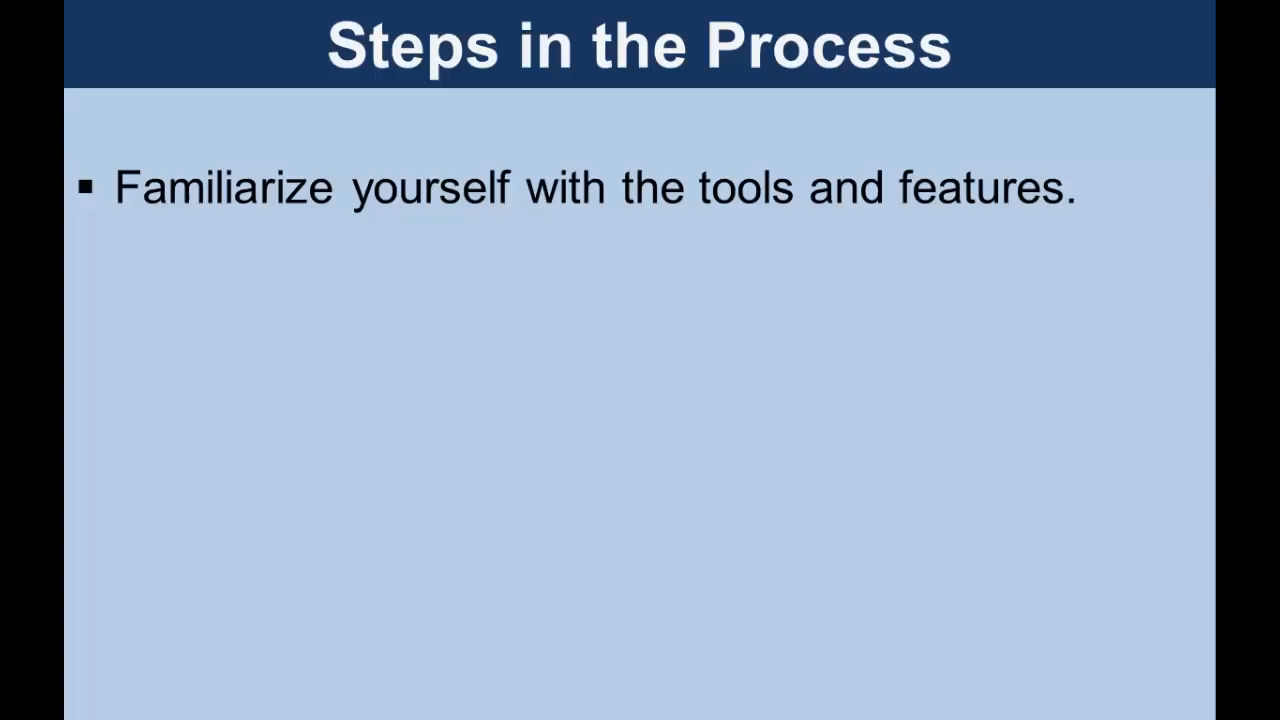 Steps in the Process
▪ Familiarize yourself with the tools and features.